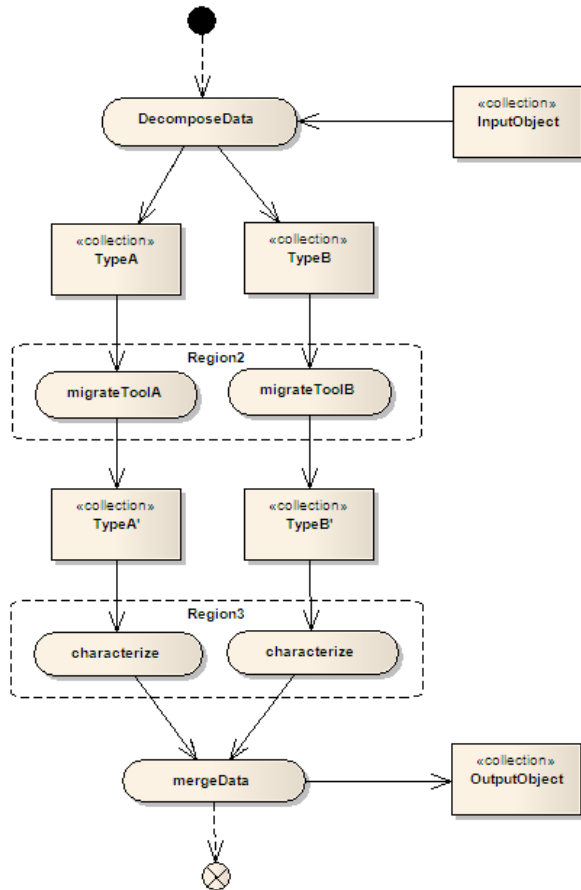 DecomposeData
«collection»
InputObject
«collection»
TypeA
«collection»
TypeB
Region2
migrateToolA
migrateToolB
«collection»
TypeA'
«collection»
TypeB'
Region3
characterize
characterize
mergeData
«collection»
OutputObject